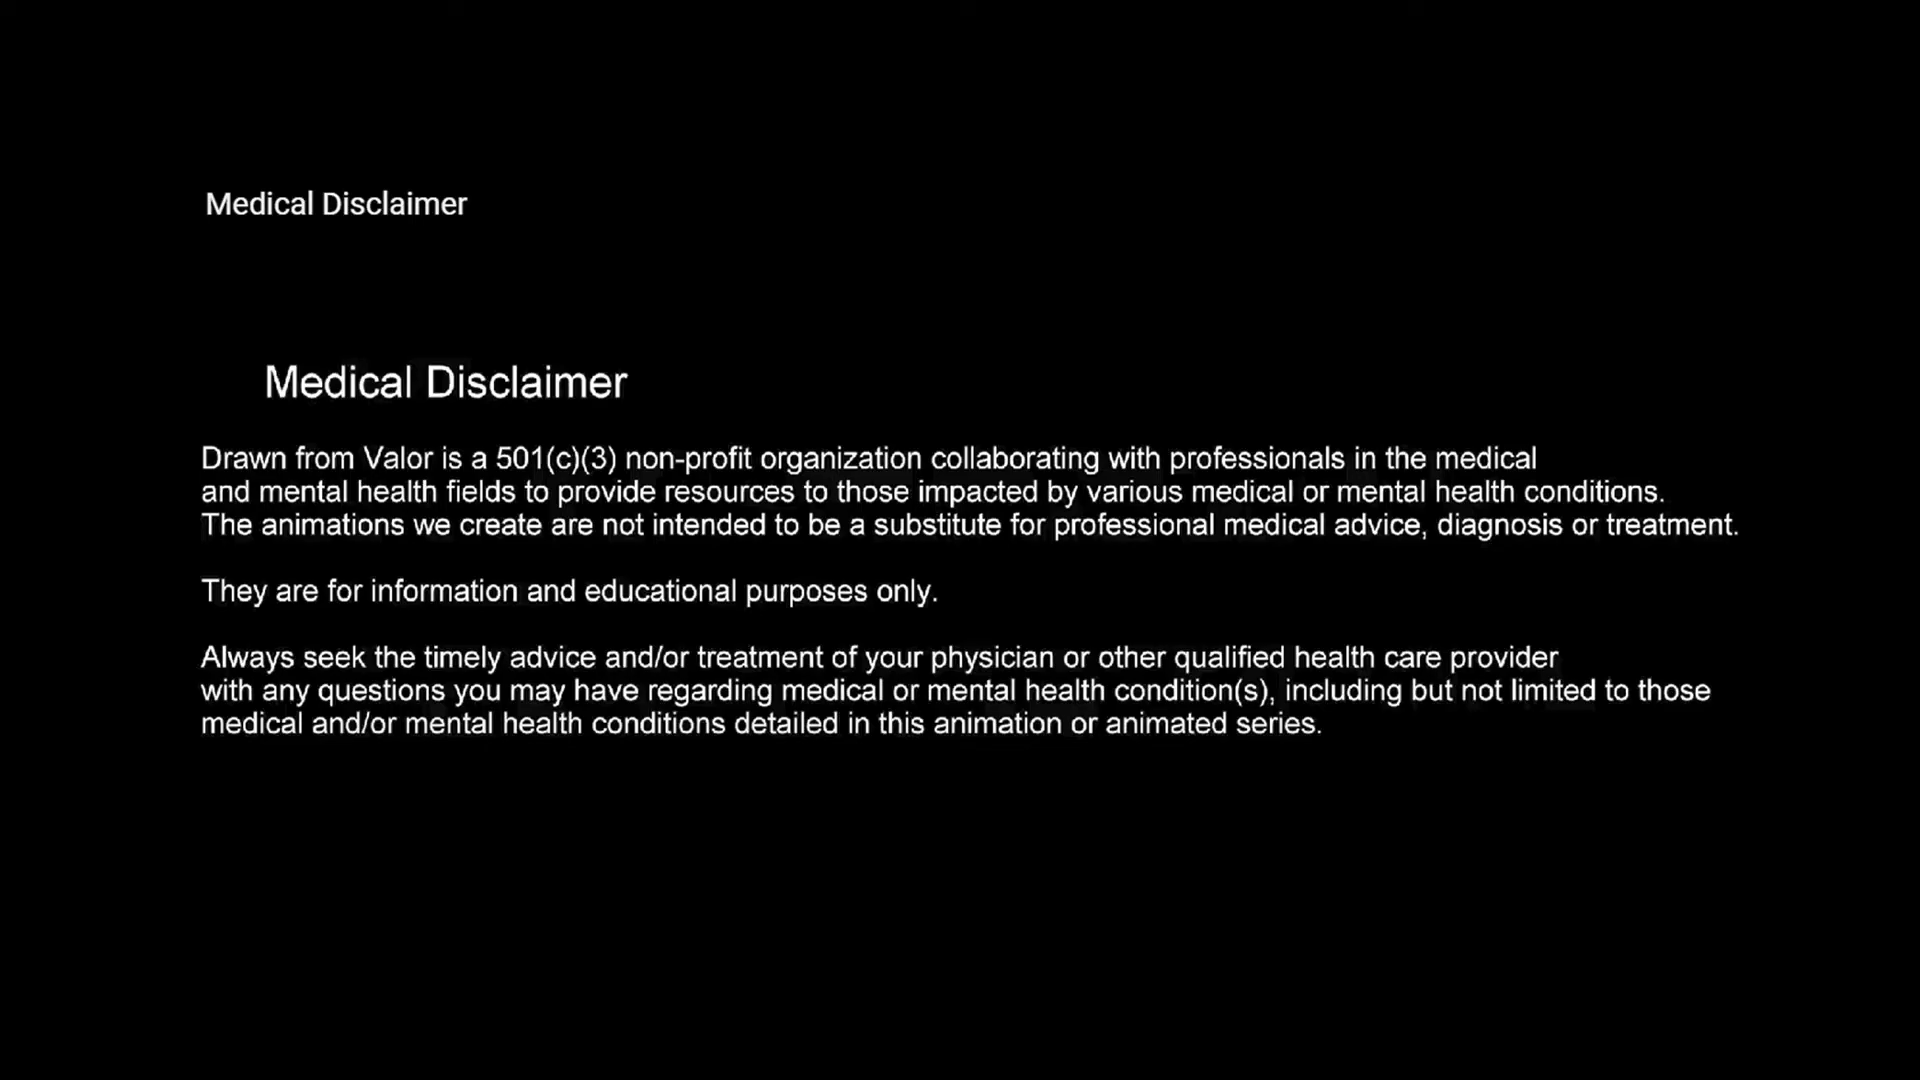 Medical Disclaimer
Medical Disclaimer
Drawn from Valor is a 501(c)(3) non-profit organization collaborating with professionals in the medical
and mental health fields to provide resources to those impacted by various medical or mental health conditions.
The animations we create are not intended to be a substitute for professional medical advice, diagnosis or treatment.
They are for information and educational purposes only.
Always seek the timely advice and/or treatment of your physician or other qualified health care provider
with any questions you may have regarding medical or mental health condition(s), including but not limited to those
medical and/or mental health conditions detailed in this animation or animated series.